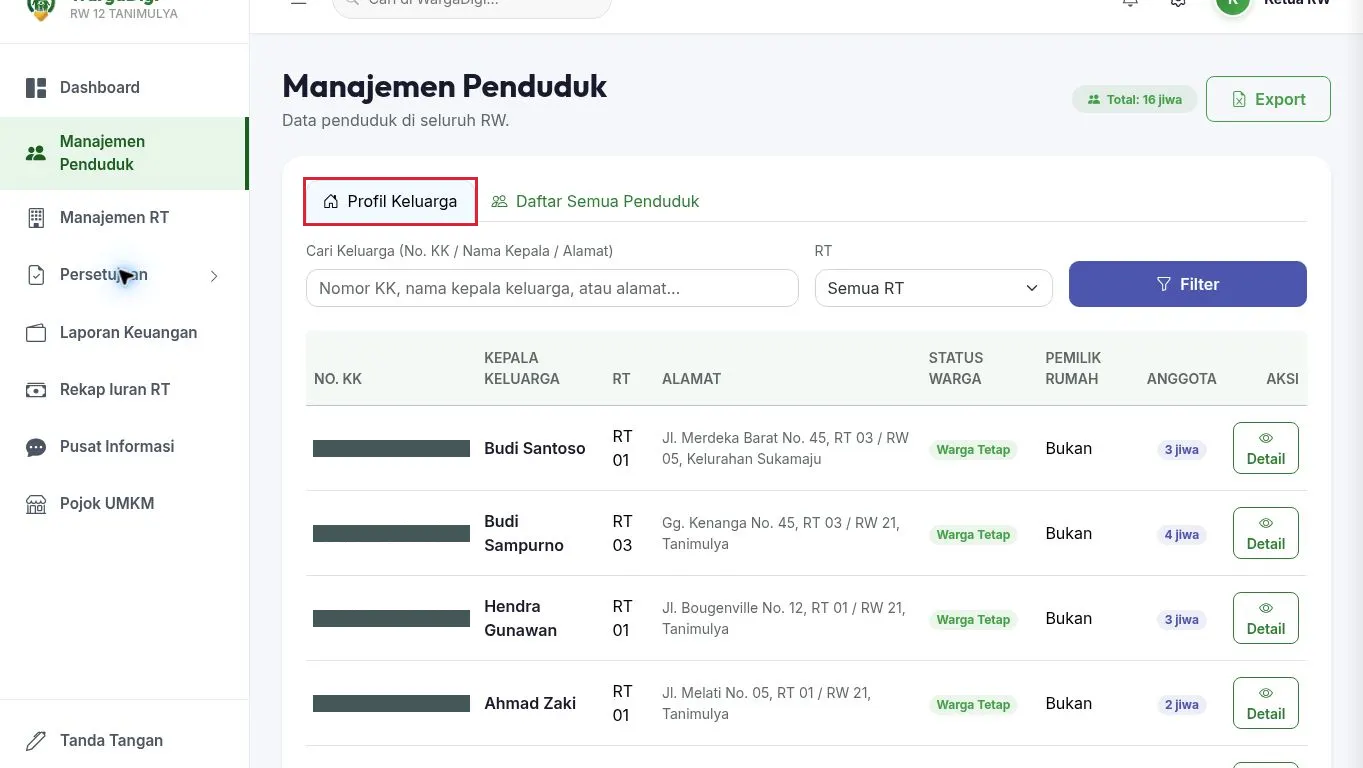 WargaDigi
RW 12 TANIMULYA
Cari di WargaDigi...
K
Ketua RW
Dashboard
Manajemen
Penduduk
Manajemen RT
Persetujuan
Laporan Keuangan
Rekap Iuran RT
Pusat Informasi
Pojok UMKM
Tanda Tangan
Manajemen Penduduk
Data penduduk di seluruh RW.
Total: 16 jiwa
Export
Profil Keluarga
Daftar Semua Penduduk
Cari Keluarga (No. KK / Nama Kepala / Alamat)
RT
Nomor KK, nama kepala keluarga, atau alamat...
Semua RT
Filter
NO. KK
KEPALA
KELUARGA
RT
ALAMAT
STATUS
WARGA
PEMILIK
RUMAH
ANGGOTA
AKSI
Budi Santoso
RT
01
Jl. Merdeka Barat No. 45, RT 03 / RW
05, Kelurahan Sukamaju
Warga Tetap
Bukan
3 jiwa
Detail
Budi
Sampurno
RT
03
Gg. Kenanga No. 45, RT 03 / RW 21,
Tanimulya
Warga Tetap
Bukan
4 jiwa
Detail
Hendra
Gunawan
RT
01
Jl. Bougenville No. 12, RT 01 / RW 21,
Tanimulya
Warga Tetap
Bukan
3 jiwa
Detail
Ahmad Zaki
RT
01
Jl. Melati No. 05, RT 01 / RW 21,
Tanimulya
Warga Tetap
Bukan
2 jiwa
Detail